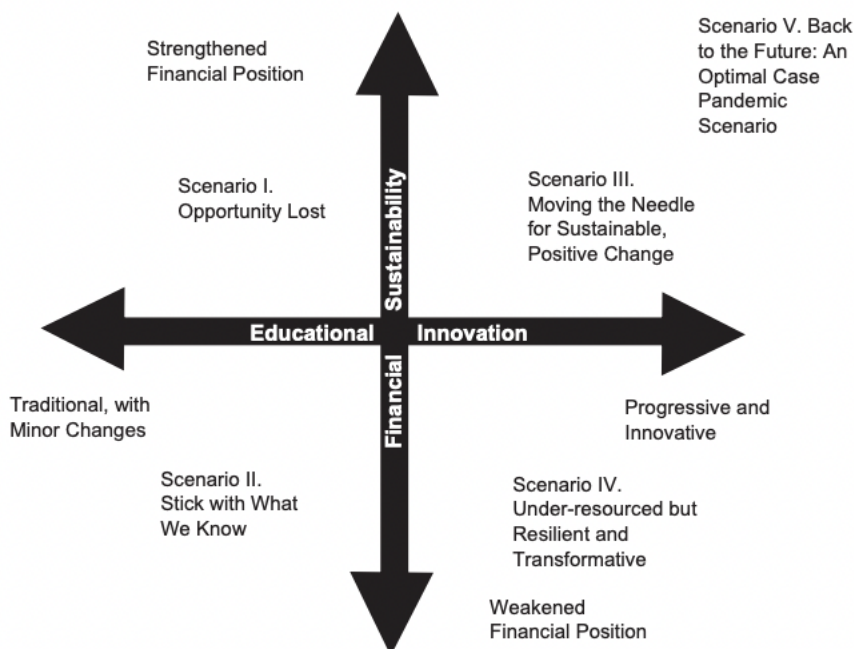 Strengthened
Financial Position
Scenario V. Back
to the Future: An
Optimal Case
Pandemic
Scenario
Scenario I.
Opportunity Lost
Scenario III.
Moving the Needle
for Sustainable,
Positive Change
Educational Innovation
Financial Sustainability
Traditional, with
Minor Changes
Progressive and
Innovative
Scenario II.
Stick with What
We Know
Scenario IV.
Under-resourced but
Resilient and
Transformative
Weakened
Financial Position